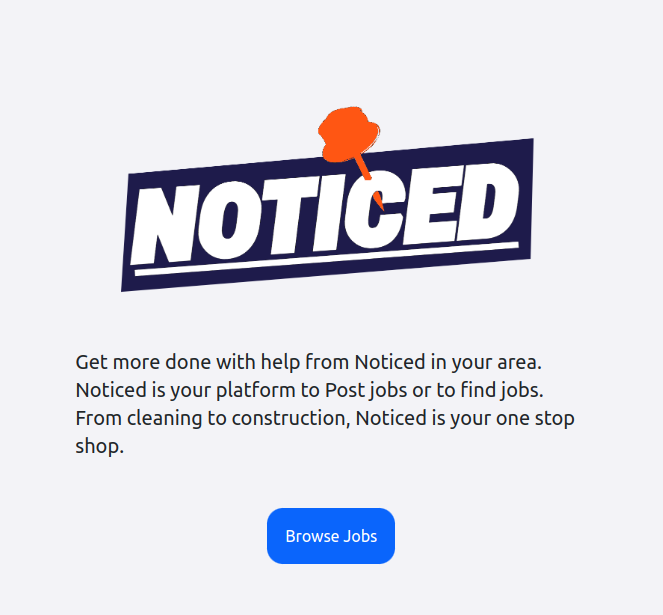 NOTICED
Get more done with help from Noticed in your area.
Noticed is your platform to Post jobs or to find jobs.
From cleaning to construction, Noticed is your one stop
shop.
Browse Jobs